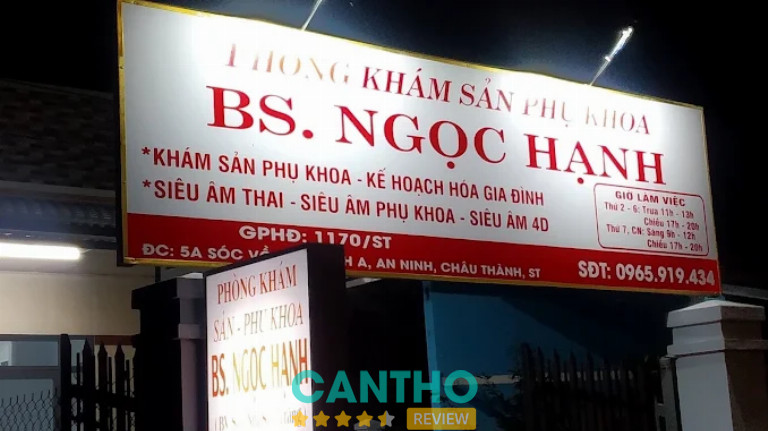 PHÒNG KHÁM SẢN PHỤ KHOA
BS. NGỌC HẠNH
*KHÁM SẢN PHỤ KHOA - KẾ HOẠCH HÓA GIA ĐÌNH
*SIÊU ÂM THAI - SIÊU ÂM PHỤ KHOA - SIÊU ÂM 4D
GIỜ LÀM VIỆC
Thứ 2 - 6: Trưa 11h - 13h
Chiều 17h - 20h
Thứ 7, CN: Sáng 9h - 12h
Chiều 17h - 20h
GPHĐ: 1170/ST
ĐC: 5A SÓC A, AN NINH, CHÂU THÀNH, ST
SĐT: 0965.919.434
PHÒNG KHÁM
SẢN - PHỤ KHOA
BS. NGỌC HẠNH
CANTHO
REVIEW